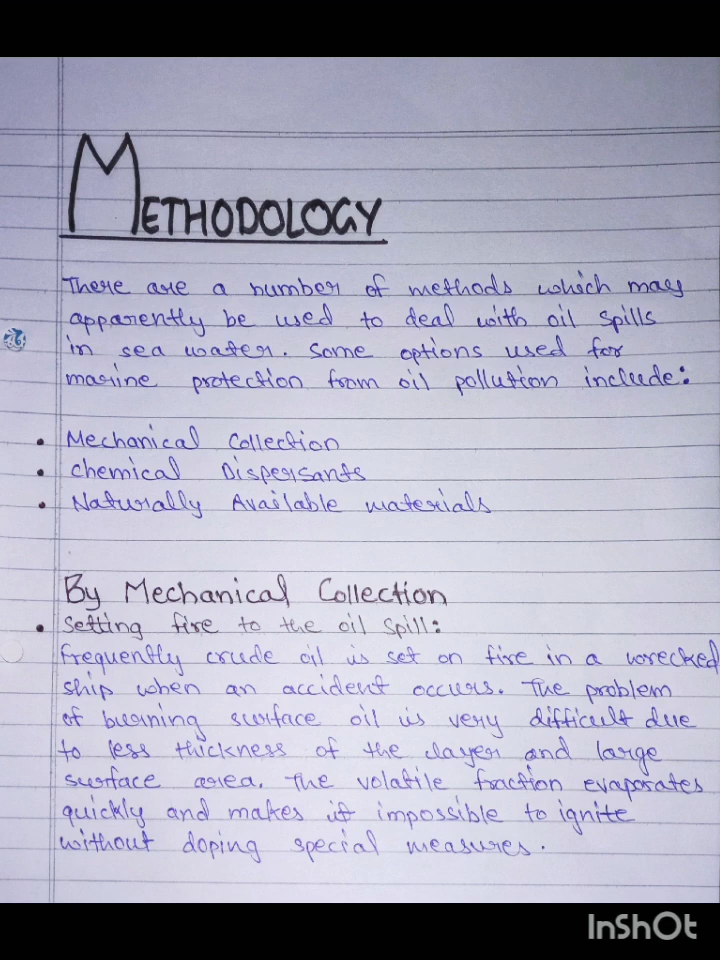 METHODOLOGY
There are a number of methods which may
apparently be used to deal with oil spills
in sea water. Some options used for
marine protection from oil pollution include:
• Mechanical Collection
• Chemical Dispersants
• Naturally Available materials
By Mechanical Collection
• Setting fire to the oil spill:
Frequently crude oil is set on fire in a wrecked
ship when an accident occurs. The problem
of burning surface oil is very difficult due
to less thickness of the layer and large
surface area. The volatile fraction evaporates
quickly and makes it impossible to ignite
without doping special measures.
InShOt